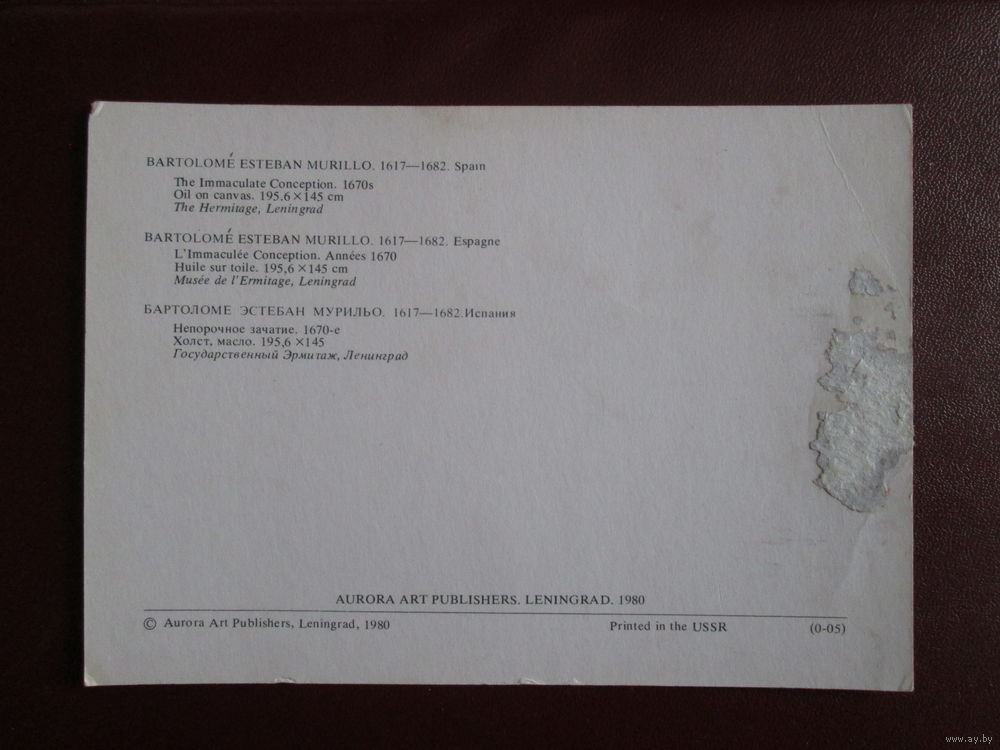 BARTOLOMÉ ESTEBAN MURILLO. 1617—1682. Spain
The Immaculate Conception. 1670s
Oil on canvas. 195.6 × 145 cm
The Hermitage, Leningrad
BARTOLOMÉ ESTEBAN MURILLO. 1617—1682. Espagne
L'Immaculée Conception. Années 1670
Huile sur toile. 195,6 × 145 cm
Musée de l'Ermitage, Leningrad
БАРТОЛОМЕ ЭСТЕБАН МУРИЛЬО. 1617—1682.Испания
Непорочное зачатие. 1670-е
Холст, масло. 195,6 ×145
Государственный Эрмитаж, Ленинград
AURORA ART PUBLISHERS. LENINGRAD. 1980
© Aurora Art Publishers, Leningrad, 1980 Printed in the USSR (0-05)
www.ay.by